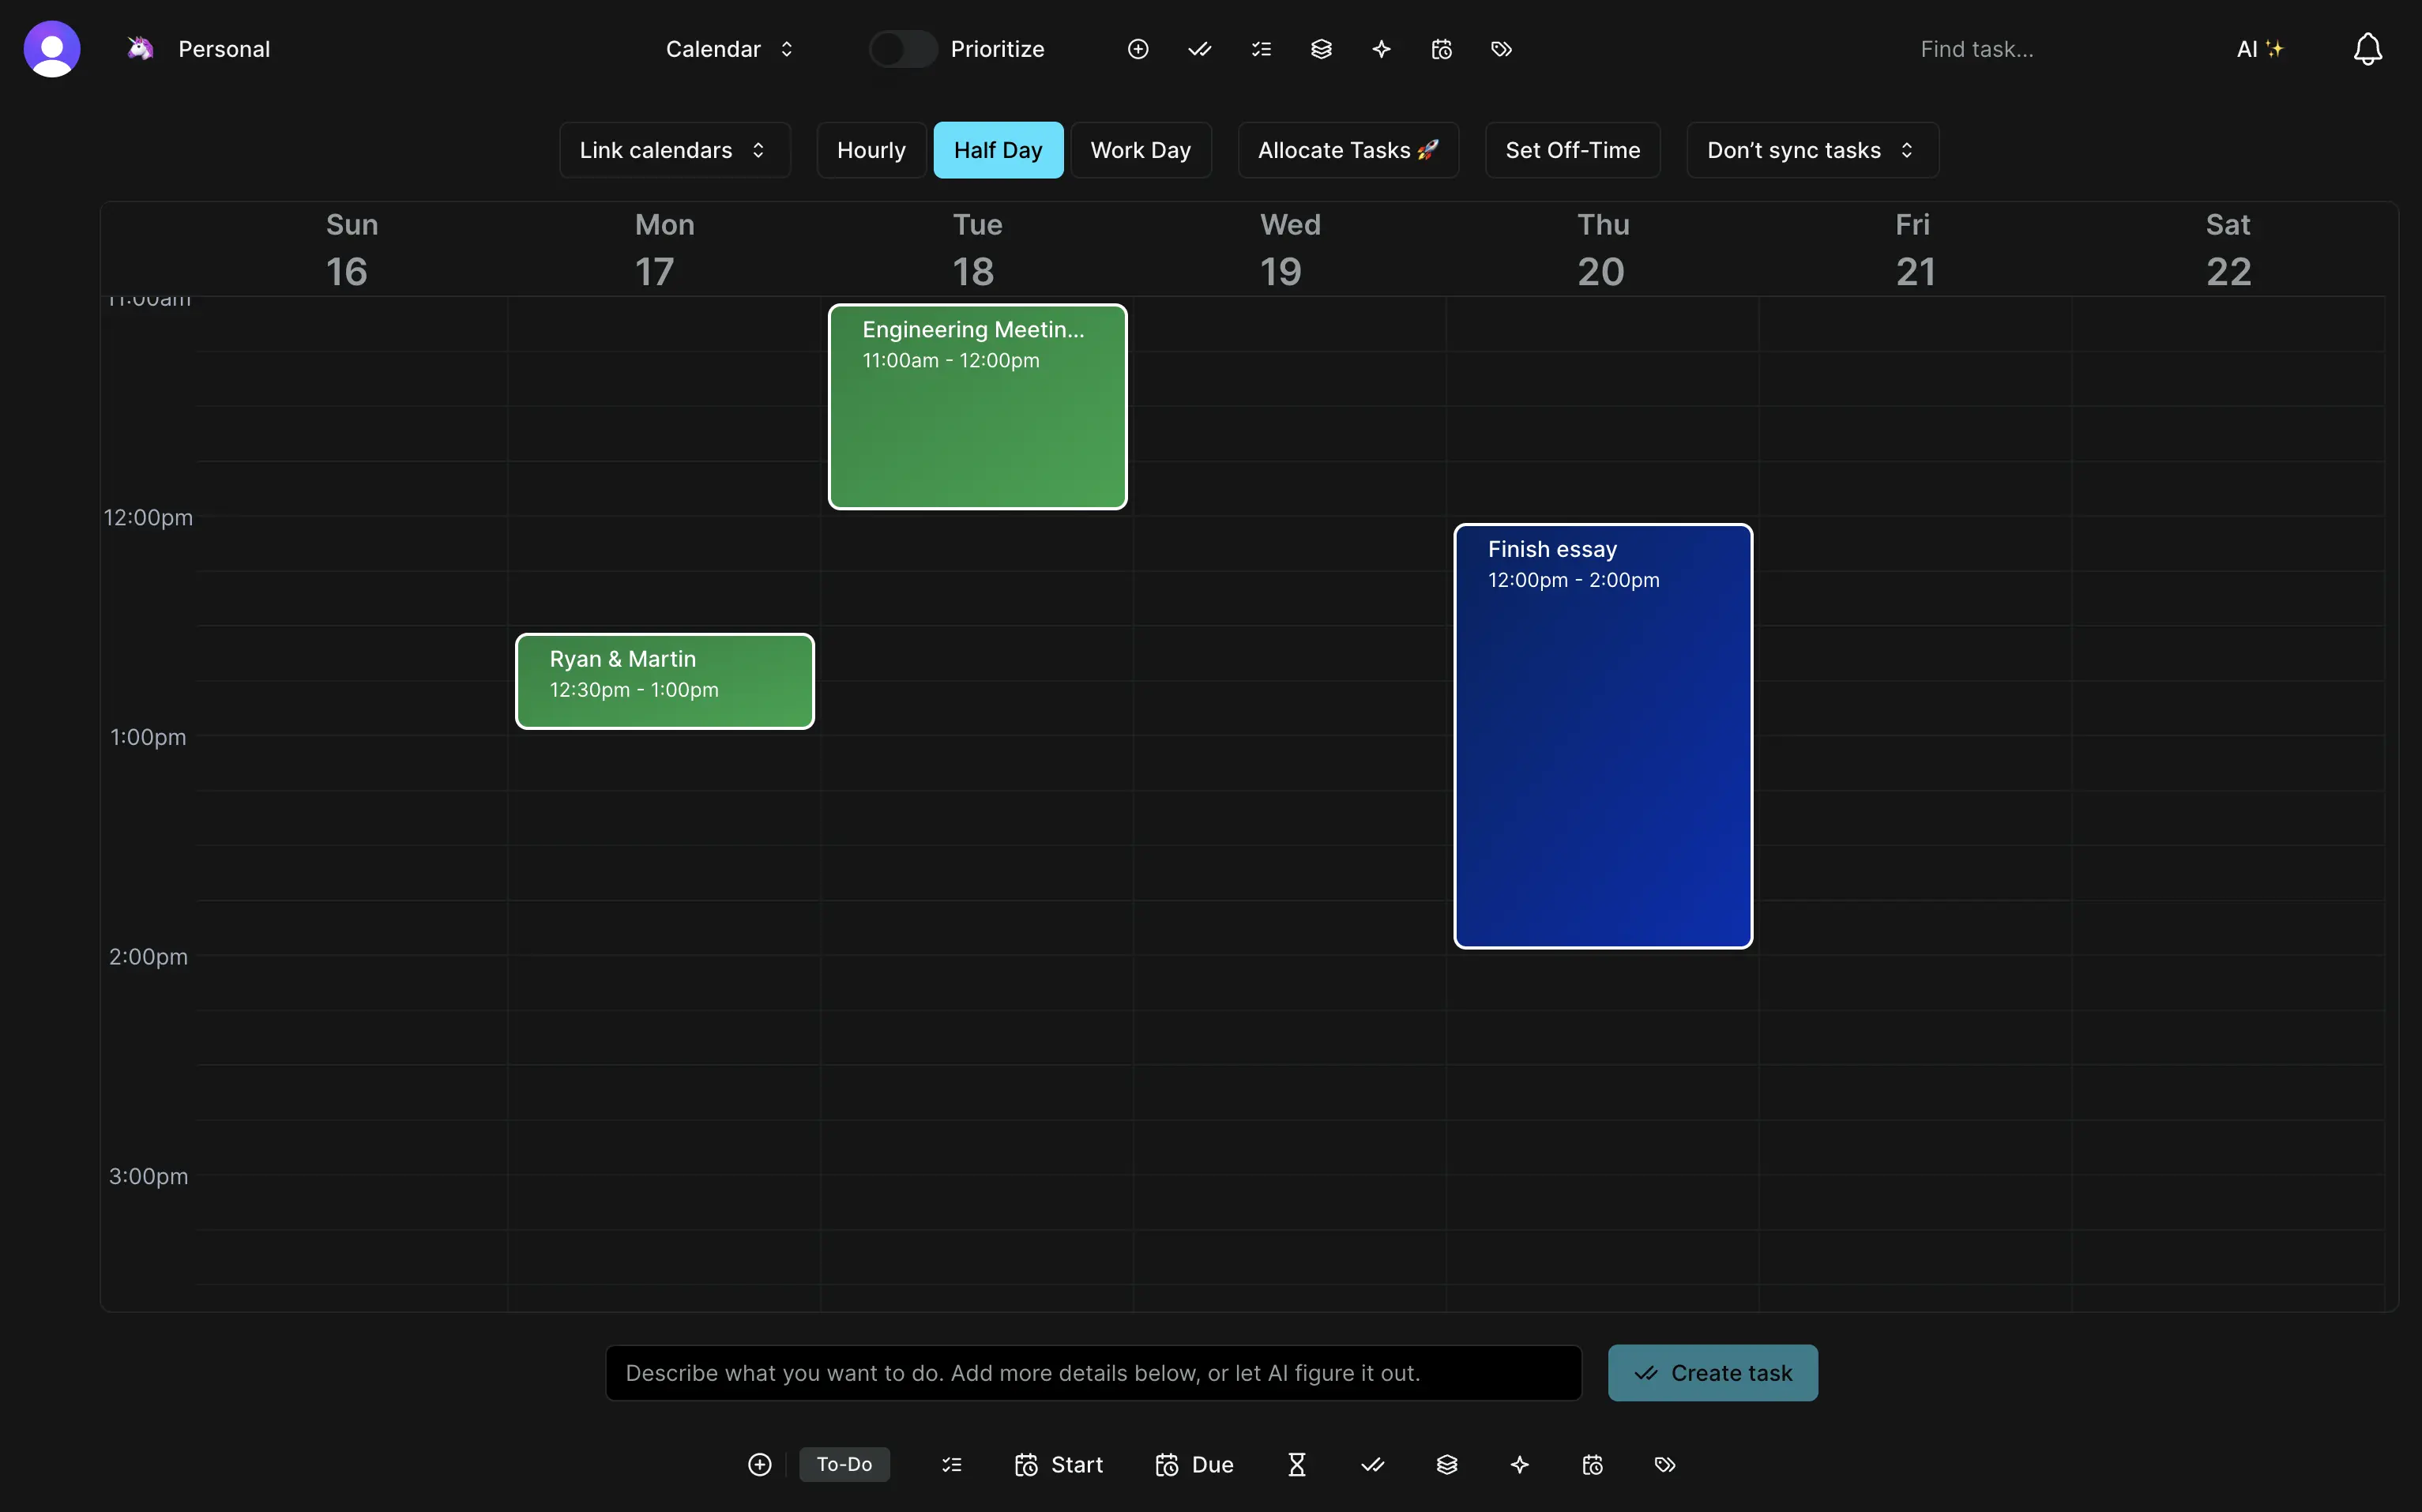 Personal
Calendar
Prioritize
Find task...
AI ✨
Link calendars
Hourly
Half Day
Work Day
Allocate Tasks 🚀
Set Off-Time
Don’t sync tasks
Sun
16
Mon
17
Tue
18
Wed
19
Thu
20
Fri
21
Sat
22
11:00am
Engineering Meetin...
11:00am - 12:00pm
12:00pm
Finish essay
12:00pm - 2:00pm
Ryan & Martin
12:30pm - 1:00pm
1:00pm
2:00pm
3:00pm
Describe what you want to do. Add more details below, or let AI figure it out.
Create task
To-Do
Start
Due